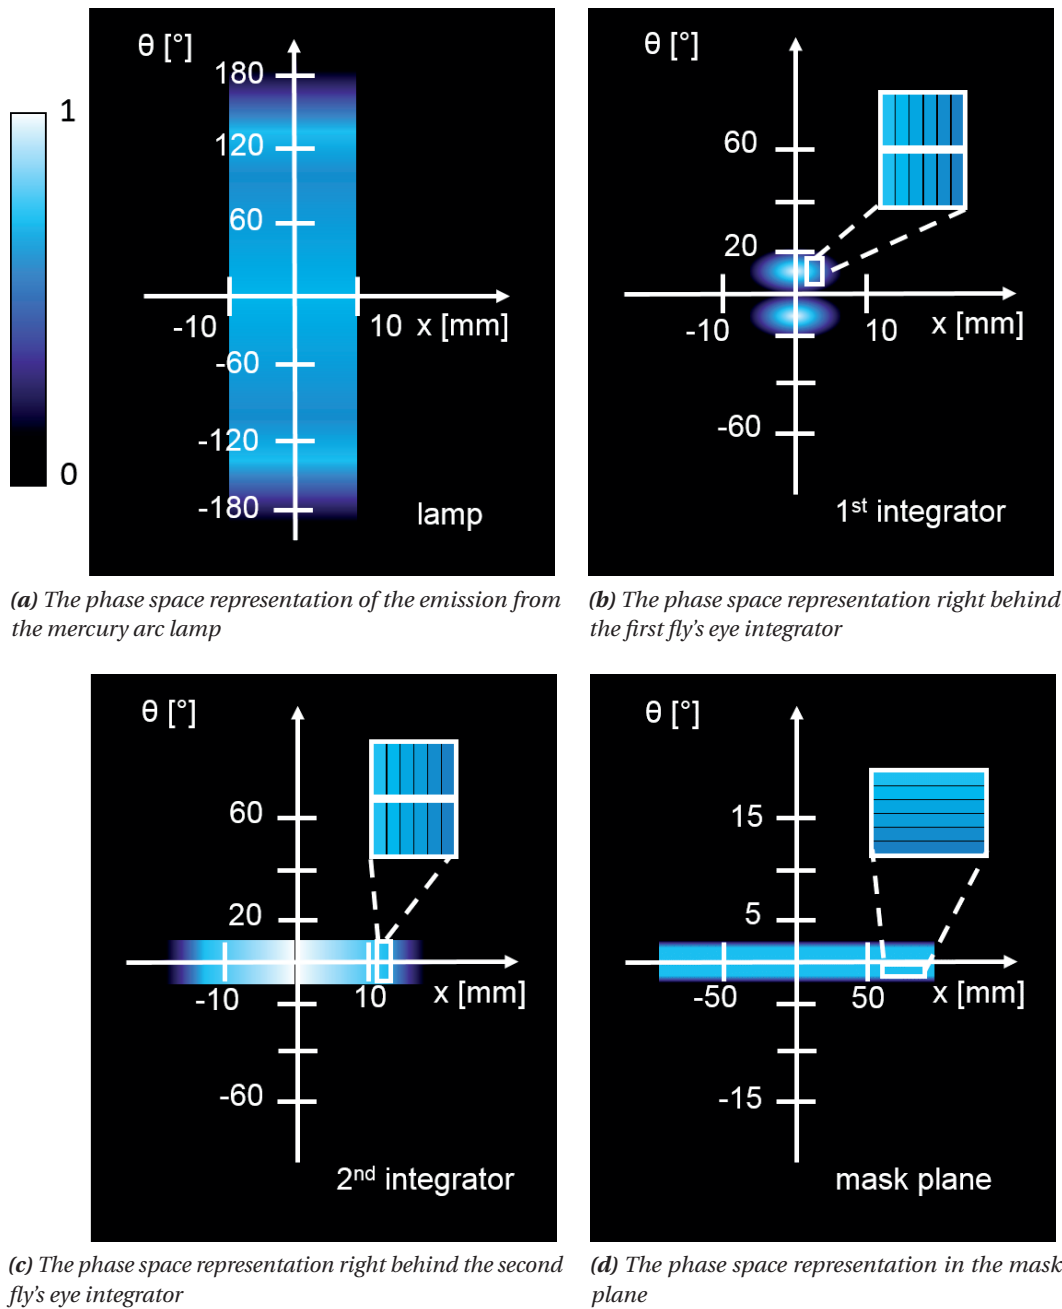 θ [°]
180
120
60
-10
10 x [mm]
-60
-120
-180
lamp
1
0
θ [°]
60
20
-10
10
x [mm]
-60
1st integrator
(a) The phase space representation of the emission from
the mercury arc lamp
(b) The phase space representation right behind
the first fly's eye integrator
θ [°]
60
20
-10
10
x [mm]
-60
2nd integrator
θ [°]
15
5
-50
50
x [mm]
-15
mask plane
(c) The phase space representation right behind the second
fly's eye integrator
(d) The phase space representation in the mask
plane